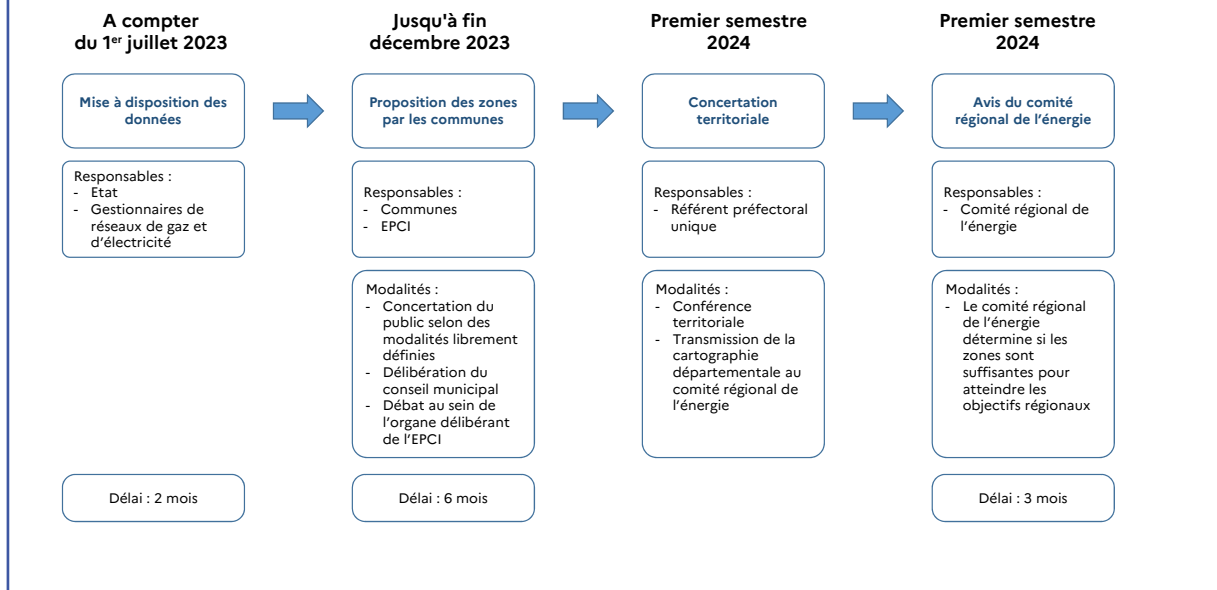 A compter
du 1er juillet 2023
Jusqu'à fin
décembre 2023
Premier semestre
2024
Premier semestre
2024
Mise à disposition des
données
Proposition des zones
par les communes
Concertation
territoriale
Avis du comité
régional de l'énergie
Responsables :
- Etat
- Gestionnaires de
réseaux de gaz et
d'électricité
Responsables :
- Communes
- EPCI
Responsables :
- Référent préfectoral
unique
Responsables :
- Comité régional de
l'énergie
Modalités :
- Concertation du
public selon des
modalités librement
définies
- Délibération du
conseil municipal
- Débat au sein de
l'organe délibérant
de l'EPCI
Modalités :
- Conférence
territoriale
- Transmission de la
cartographie
départementale au
comité régional de
l'énergie
Modalités :
- Le comité régional
de l'énergie
détermine si les
zones sont
suffisantes pour
atteindre les
objectifs régionaux
Délai : 2 mois
Délai : 6 mois
Délai : 3 mois